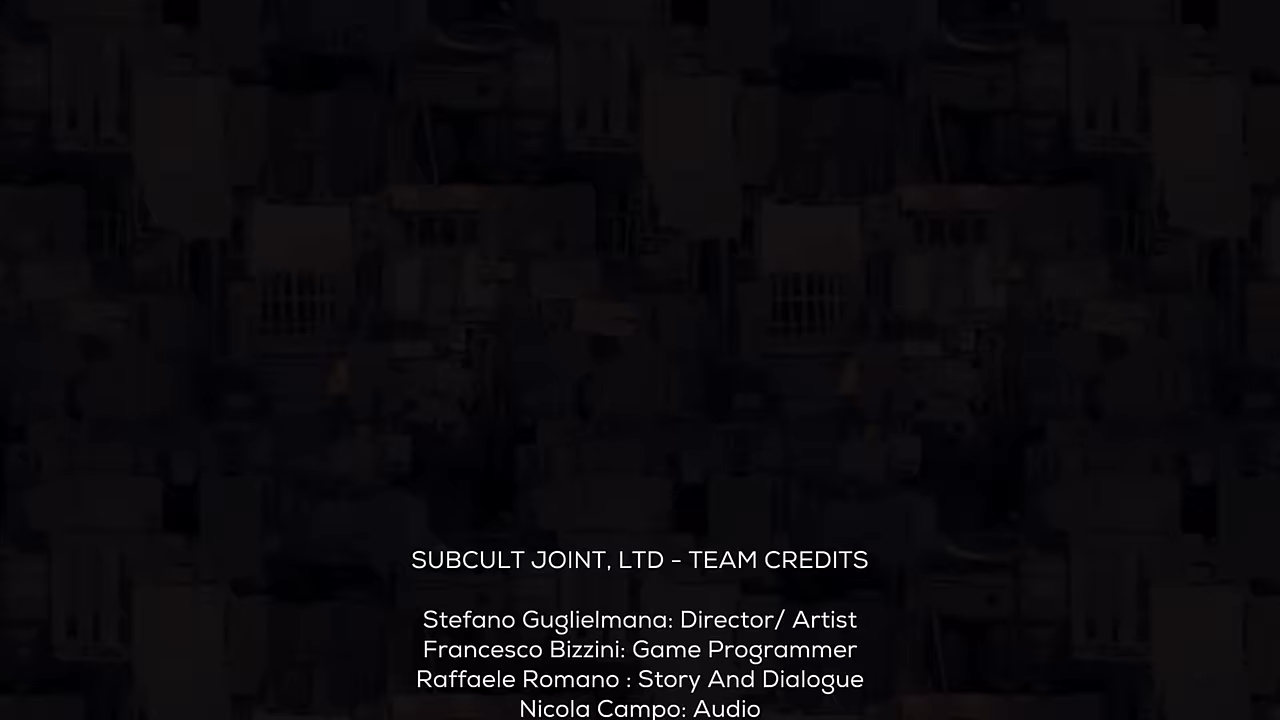 SUBCULT JOINT, LTD - TEAM CREDITS
Stefano Guglielmana: Director/ Artist
Francesco Bizzini: Game Programmer
Raffaele Romano : Story And Dialogue
Nicola Campo: Audio